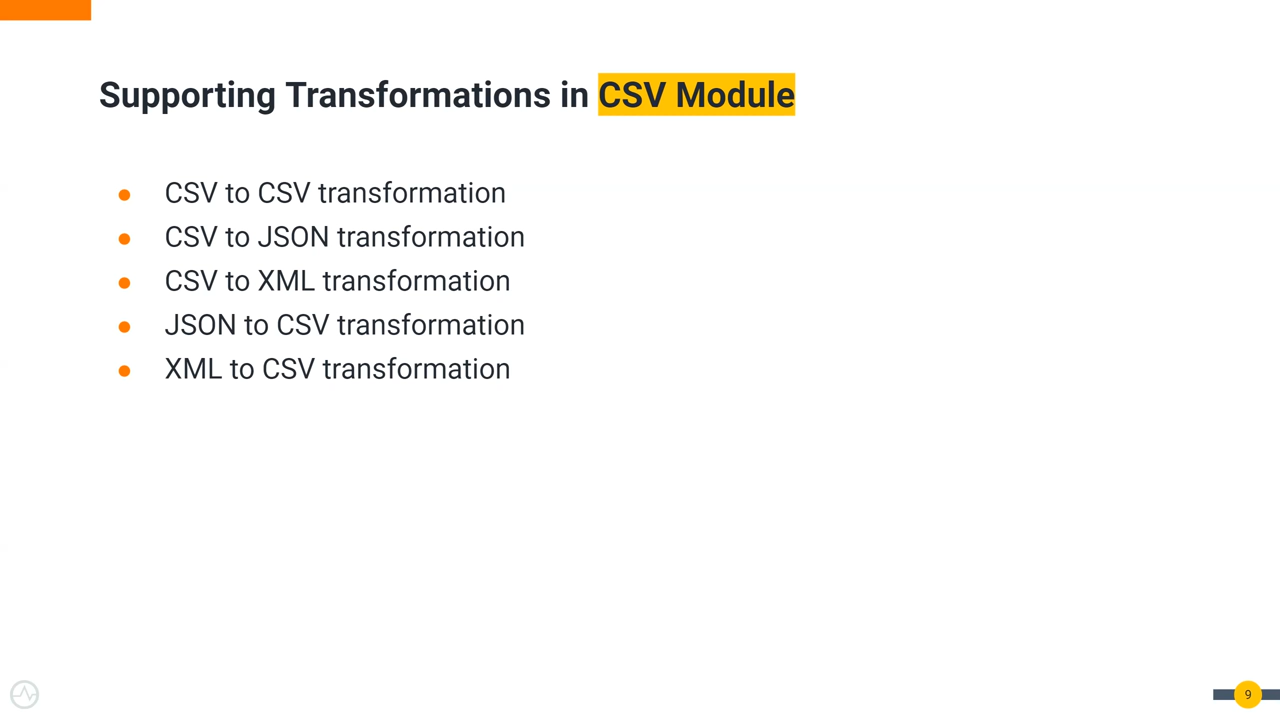 Supporting Transformations in CSV Module
● CSV to CSV transformation
● CSV to JSON transformation
● CSV to XML transformation
● JSON to CSV transformation
● XML to CSV transformation
9